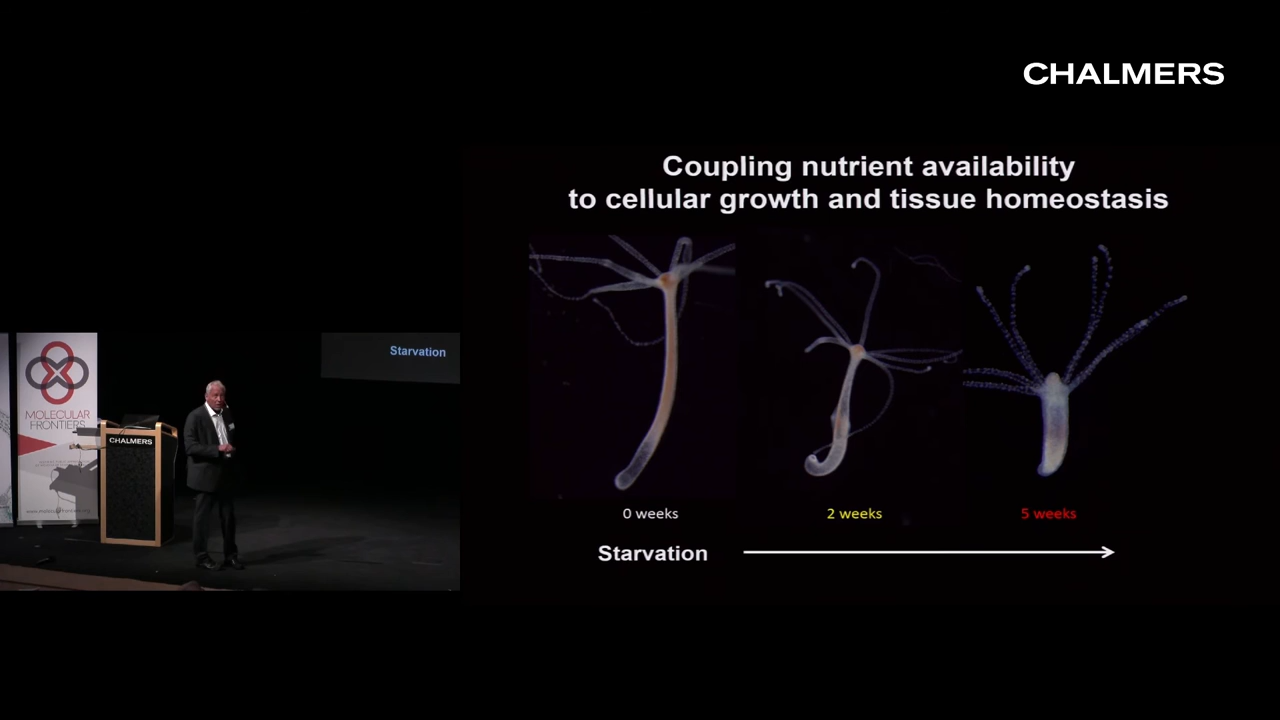 CHALMERS
Coupling nutrient availability
to cellular growth and tissue homeostasis
0 weeks
2 weeks
5 weeks
Starvation
Starvation
MOLECULAR
FRONTIERS
CHALMERS